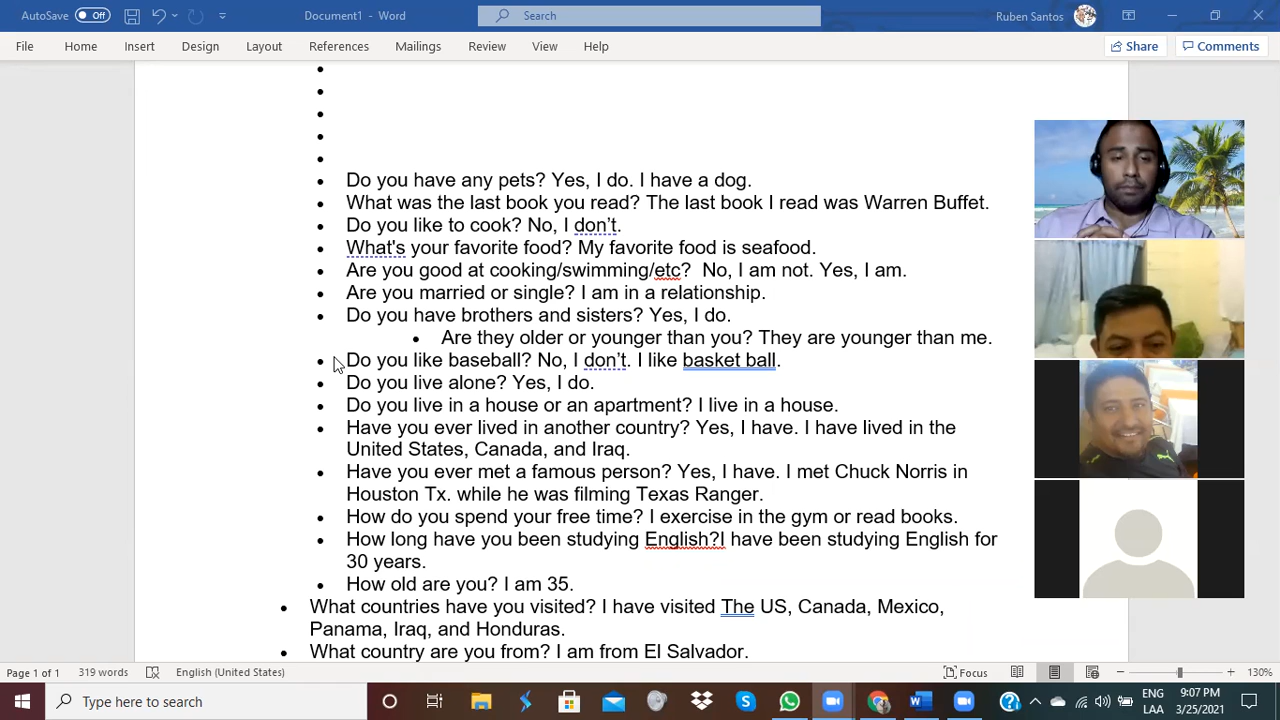 AutoSave Off Document1 - Word Search Ruben Santos
File Home Insert Design Layout References Mailings Review View Help Share Comments
Do you have any pets? Yes, I do. I have a dog.
What was the last book you read? The last book I read was Warren Buffet.
Do you like to cook? No, I don’t.
What's your favorite food? My favorite food is seafood.
Are you good at cooking/swimming/etc?  No, I am not. Yes, I am.
Are you married or single? I am in a relationship.
Do you have brothers and sisters? Yes, I do.
Are they older or younger than you? They are younger than me.
Do you like baseball? No, I don’t. I like basket ball.
Do you live alone? Yes, I do.
Do you live in a house or an apartment? I live in a house.
Have you ever lived in another country? Yes, I have. I have lived in the
United States, Canada, and Iraq.
Have you ever met a famous person? Yes, I have. I met Chuck Norris in
Houston Tx. while he was filming Texas Ranger.
How do you spend your free time? I exercise in the gym or read books.
How long have you been studying English?I have been studying English for
30 years.
How old are you? I am 35.
What countries have you visited? I have visited The US, Canada, Mexico,
Panama, Iraq, and Honduras.
What country are you from? I am from El Salvador.
Page 1 of 1 319 words English (United States) Focus 130%
Type here to search ENG 9:07 PM
LAA 3/25/2021